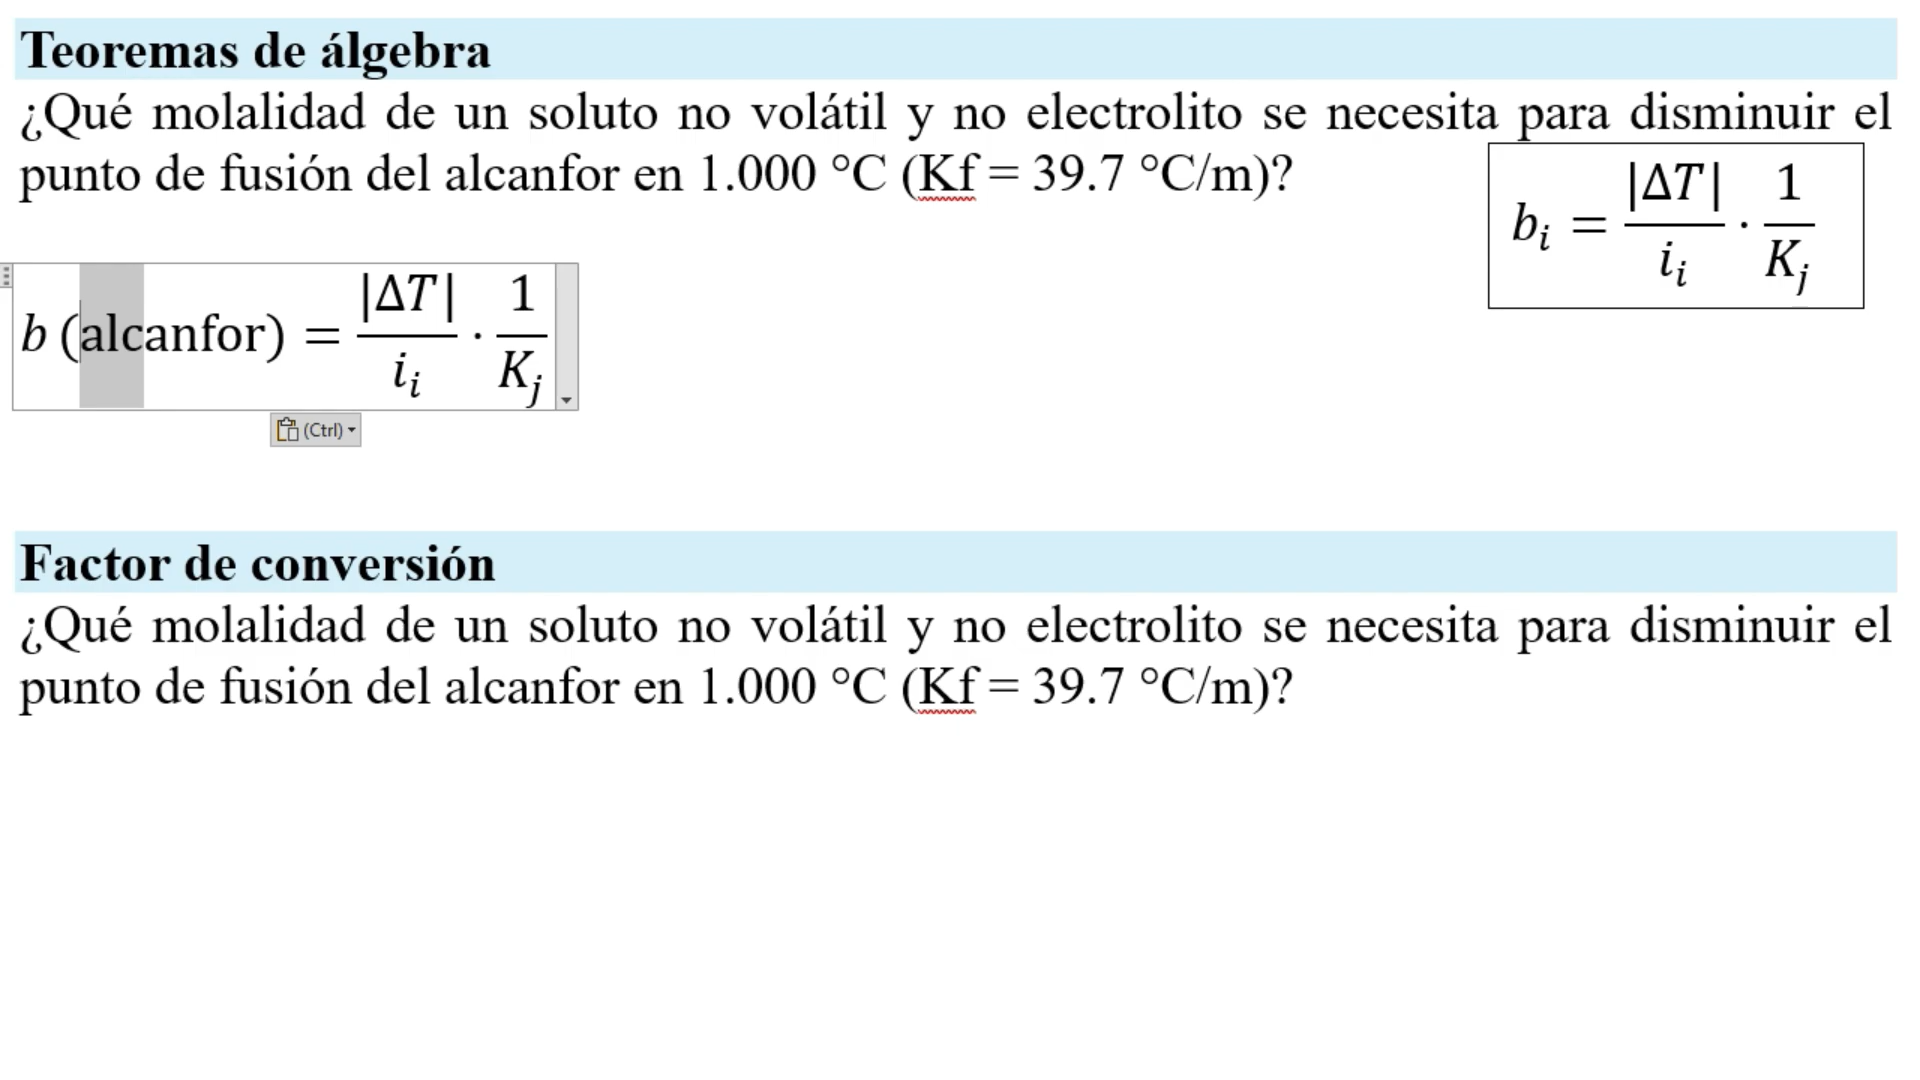 Teoremas de álgebra
¿Qué molalidad de un soluto no volátil y no electrolito se necesita para disminuir el
punto de fusión del alcanfor en 1.000 °C (Kf = 39.7 °C/m)?
b_i = |ΔT|/i_i · 1/K_j
b (alcanfor) = |ΔT|/i_i · 1/K_j
(Ctrl)
Factor de conversión
¿Qué molalidad de un soluto no volátil y no electrolito se necesita para disminuir el
punto de fusión del alcanfor en 1.000 °C (Kf = 39.7 °C/m)?